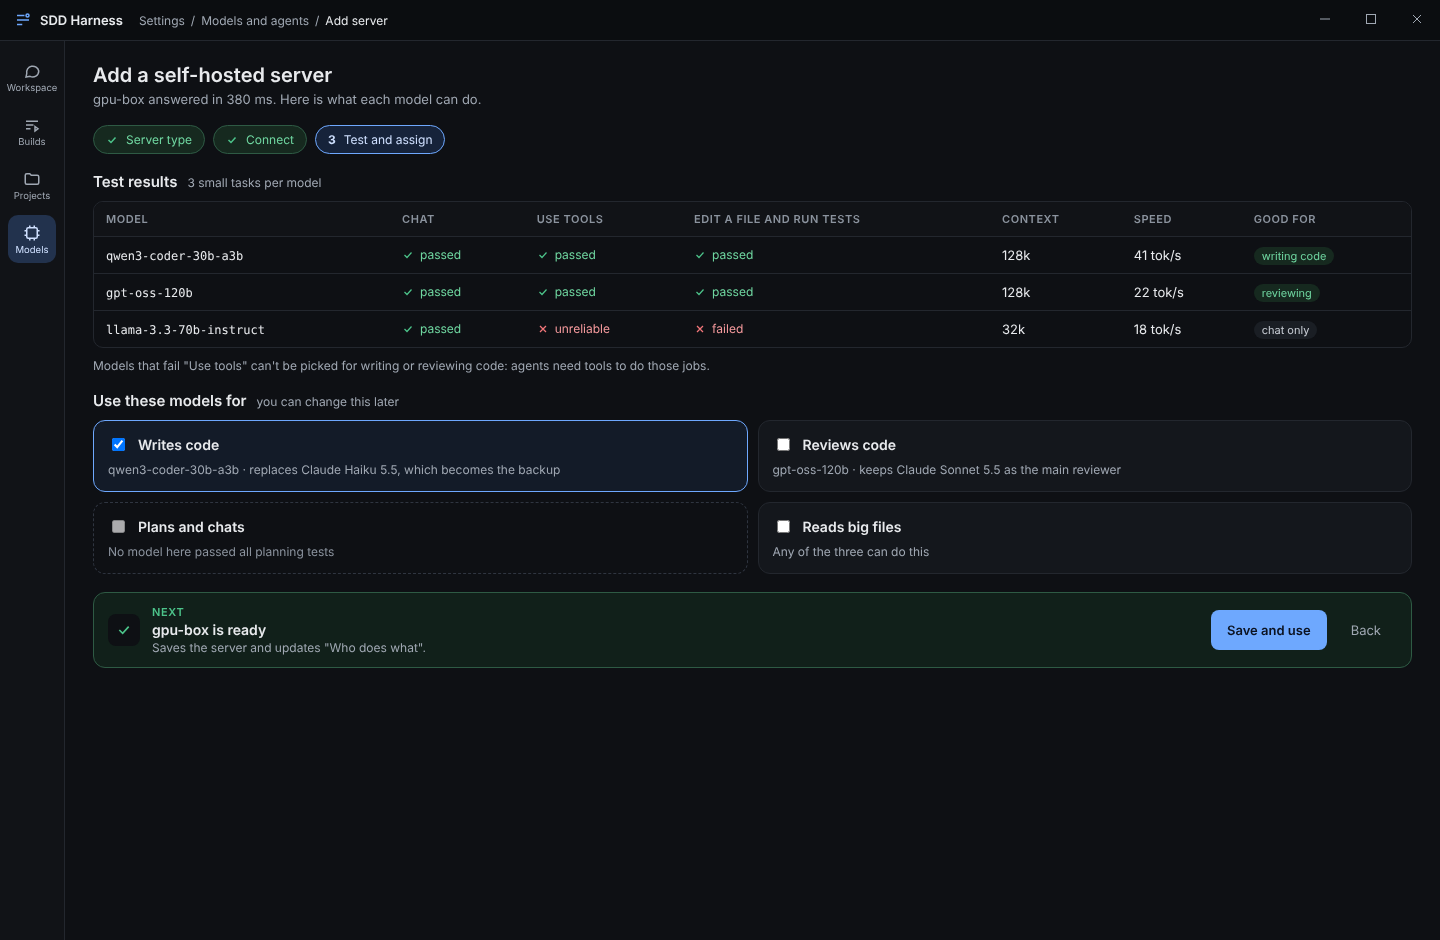 SDD Harness Settings / Models and agents / Add server
Workspace
Builds
Projects
Models
Add a self-hosted server
gpu-box answered in 380 ms. Here is what each model can do.
Server type Connect 3 Test and assign
Test results 3 small tasks per model
MODEL CHAT USE TOOLS EDIT A FILE AND RUN TESTS CONTEXT SPEED GOOD FOR
qwen3-coder-30b-a3b passed passed passed 128k 41 tok/s writing code
gpt-oss-120b passed passed passed 128k 22 tok/s reviewing
llama-3.3-70b-instruct passed unreliable failed 32k 18 tok/s chat only
Models that fail "Use tools" can't be picked for writing or reviewing code: agents need tools to do those jobs.
Use these models for you can change this later
Writes code
qwen3-coder-30b-a3b · replaces Claude Haiku 5.5, which becomes the backup
Reviews code
gpt-oss-120b · keeps Claude Sonnet 5.5 as the main reviewer
Plans and chats
No model here passed all planning tests
Reads big files
Any of the three can do this
NEXT
gpu-box is ready
Saves the server and updates "Who does what".
Save and use Back